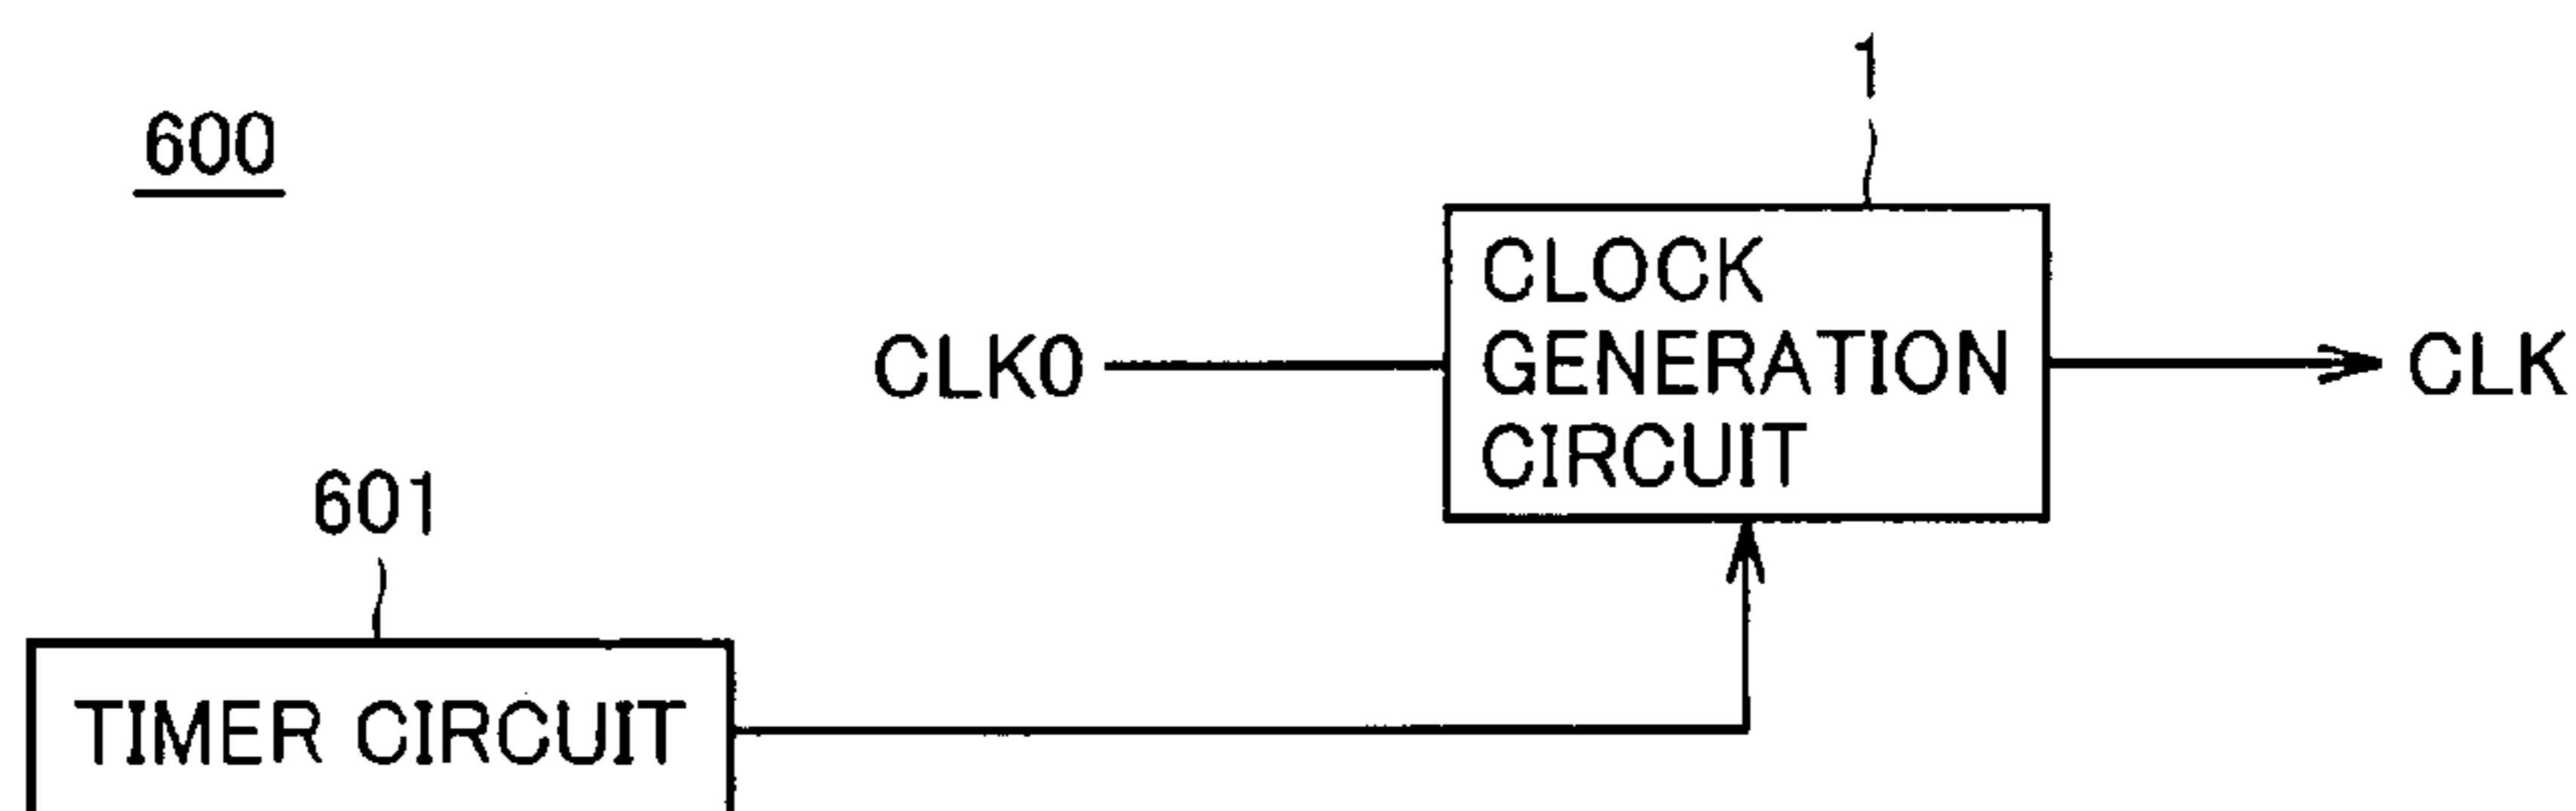 600
1
CLOCK
GENERATION
CIRCUIT
CLK0
CLK
601
TIMER CIRCUIT